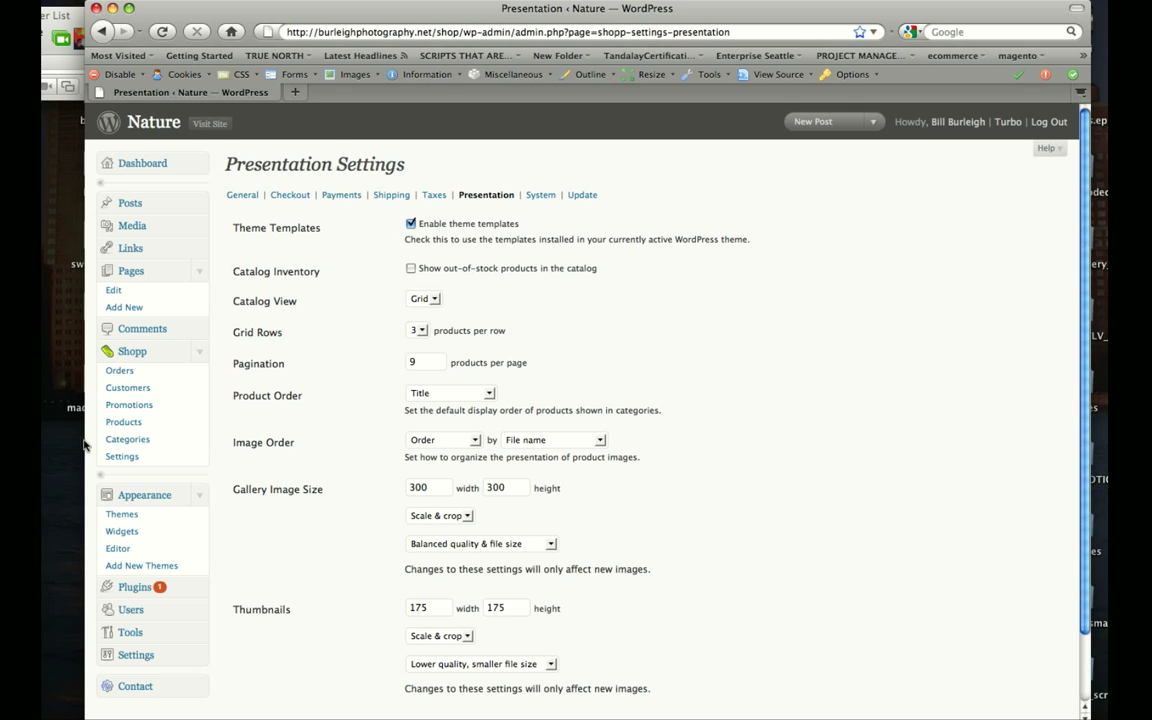 er List
Presentation ‹ Nature — WordPress
http://burleighphotography.net/shop/wp-admin/admin.php?page=shopp-settings-presentation
Google
Most Visited Getting Started TRUE NORTH Latest Headlines SCRIPTS THAT ARE... New Folder TandalayCertificati... Enterprise Seattle PROJECT MANAGE... ecommerce magento »
Disable Cookies CSS Forms Images Information Miscellaneous Outline Resize Tools View Source Options
Presentation ‹ Nature — WordPress +
Nature Visit Site New Post Howdy, Bill Burleigh | Turbo | Log Out
Help
Dashboard
Posts
Media
Links
Pages
Edit
Add New
Comments
Shopp
Orders
Customers
Promotions
Products
Categories
Settings
Appearance
Themes
Widgets
Editor
Add New Themes
Plugins 1
Users
Tools
Settings
Contact
Presentation Settings
General | Checkout | Payments | Shipping | Taxes | Presentation | System | Update
Theme Templates Enable theme templates
Check this to use the templates installed in your currently active WordPress theme.
Catalog Inventory Show out-of-stock products in the catalog
Catalog View Grid
Grid Rows 3 products per row
Pagination 9 products per page
Product Order Title
Set the default display order of products shown in categories.
Image Order Order by File name
Set how to organize the presentation of product images.
Gallery Image Size 300 width 300 height
Scale & crop
Balanced quality & file size
Changes to these settings will only affect new images.
Thumbnails 175 width 175 height
Scale & crop
Lower quality, smaller file size
Changes to these settings will only affect new images.